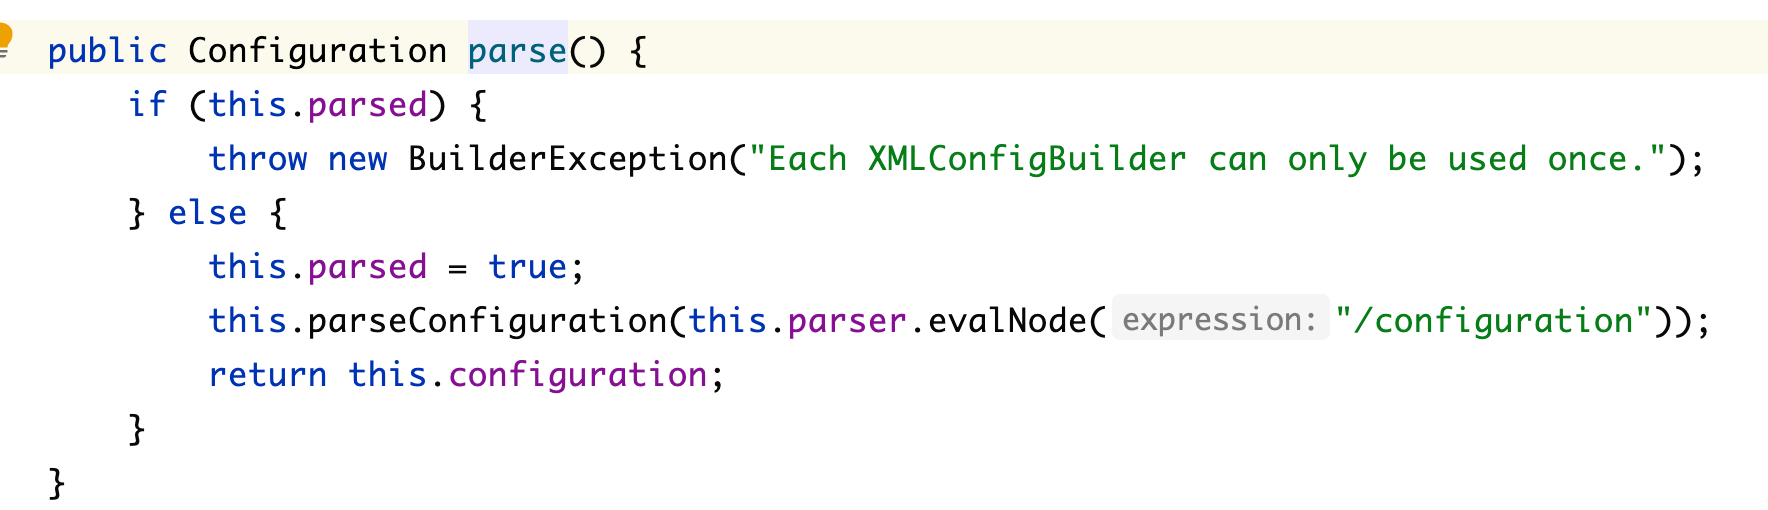 public Configuration parse() {
if (this.parsed) {
throw new BuilderException("Each XMLConfigBuilder can only be used once.");
} else {
this.parsed = true;
this.parseConfiguration(this.parser.evalNode( expression: "/configuration"));
return this.configuration;
}
}